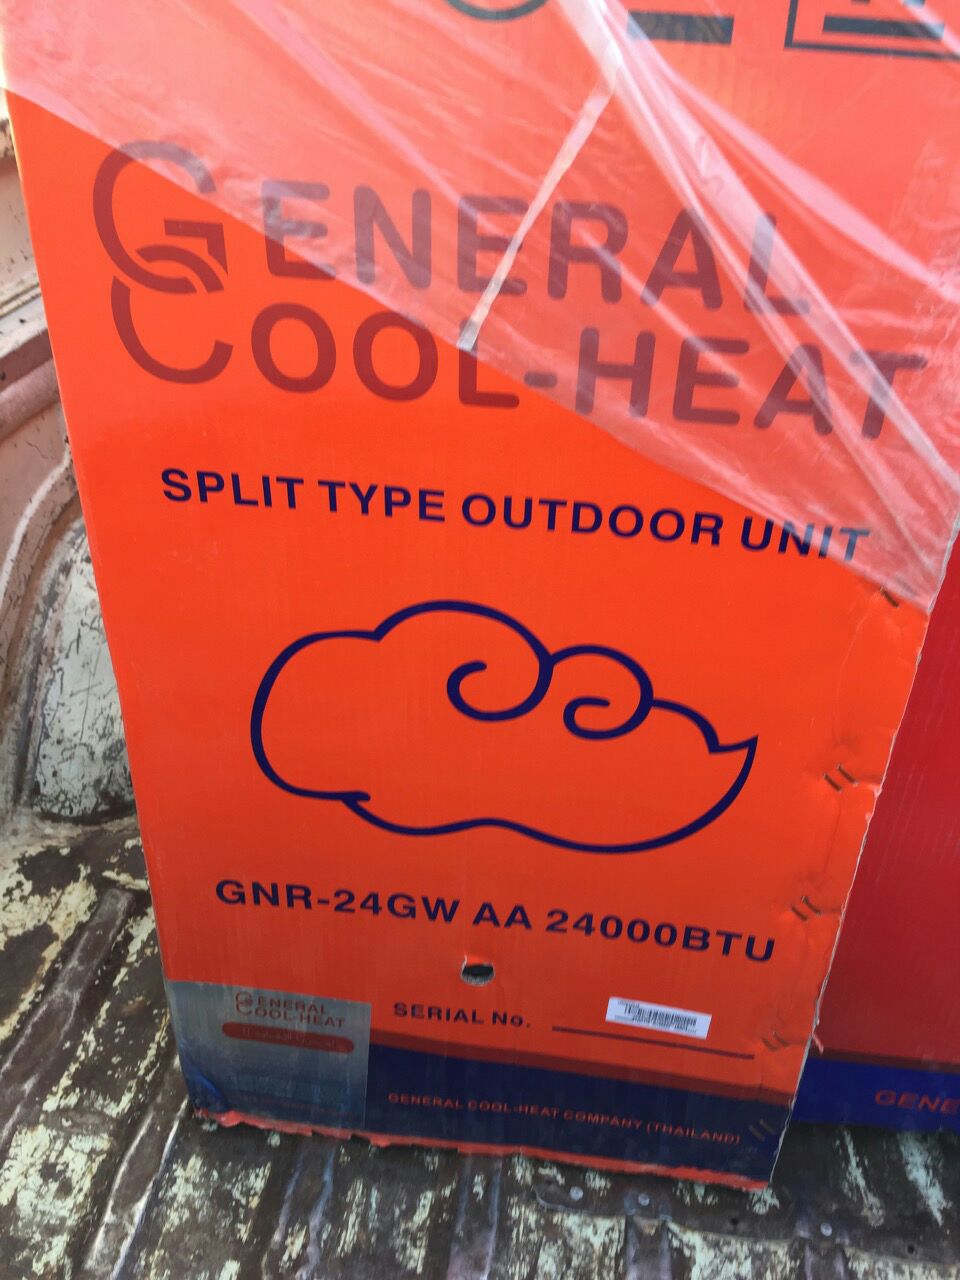 GENERAL
COOL-HEAT
SPLIT TYPE OUTDOOR UNIT
GNR-24GW AA 24000BTU
GENERAL
COOL-HEAT
SERIAL No.
GENERAL COOL-HEAT COMPANY (THAILAND)
GENE